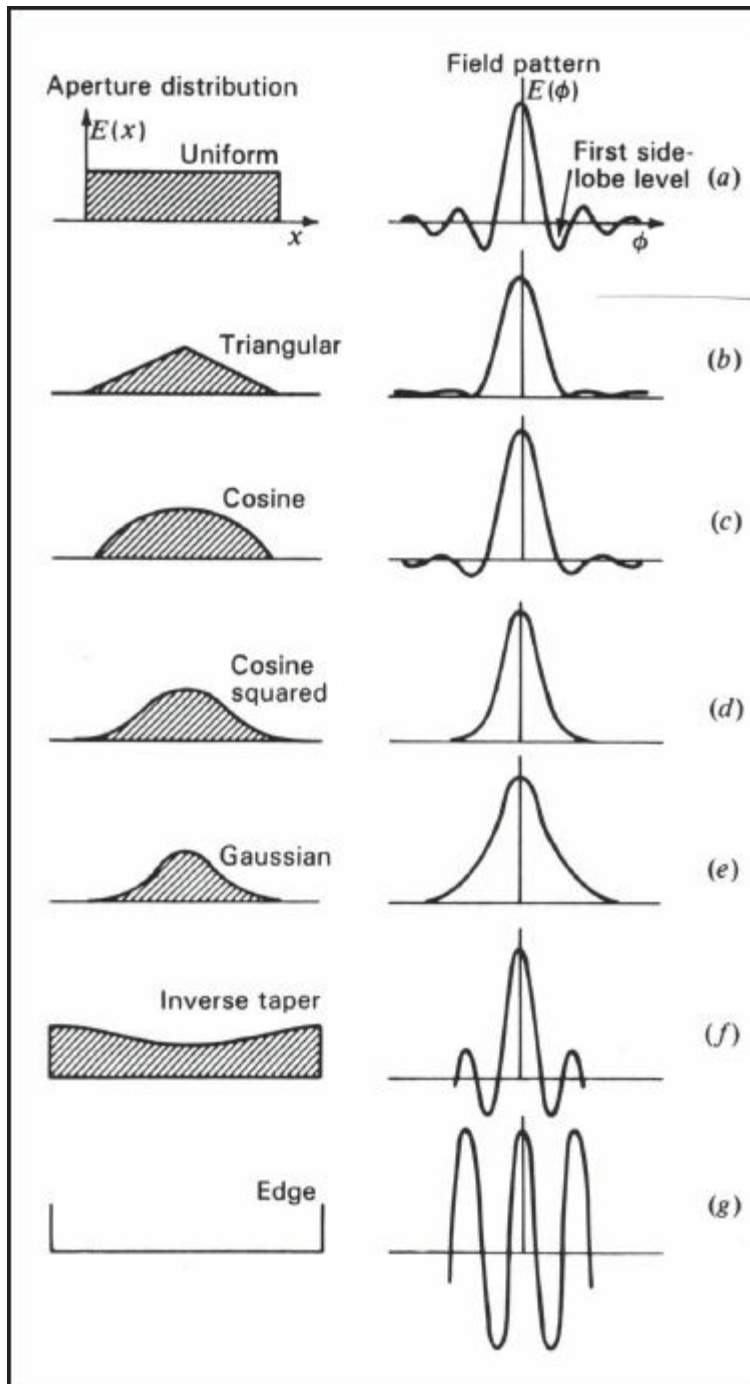 Aperture distribution
E(x)
Uniform
x
Field pattern
E(ϕ)
First side-
lobe level
ϕ
(a)
Triangular
(b)
Cosine
(c)
Cosine
squared
(d)
Gaussian
(e)
Inverse taper
(f)
Edge
(g)